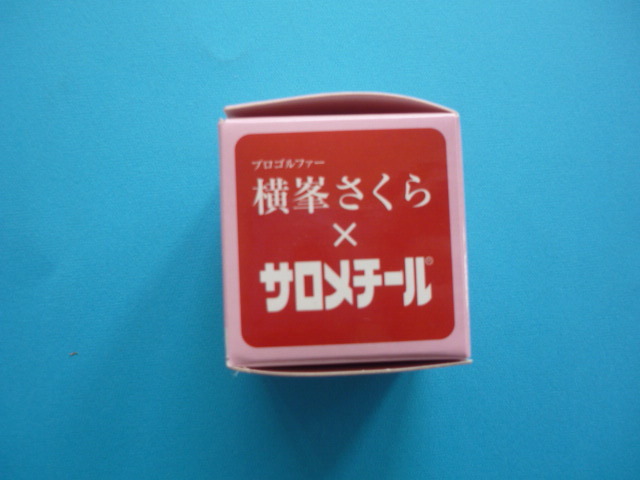 プロゴルファー
横峯さくら
×
サロメチール®